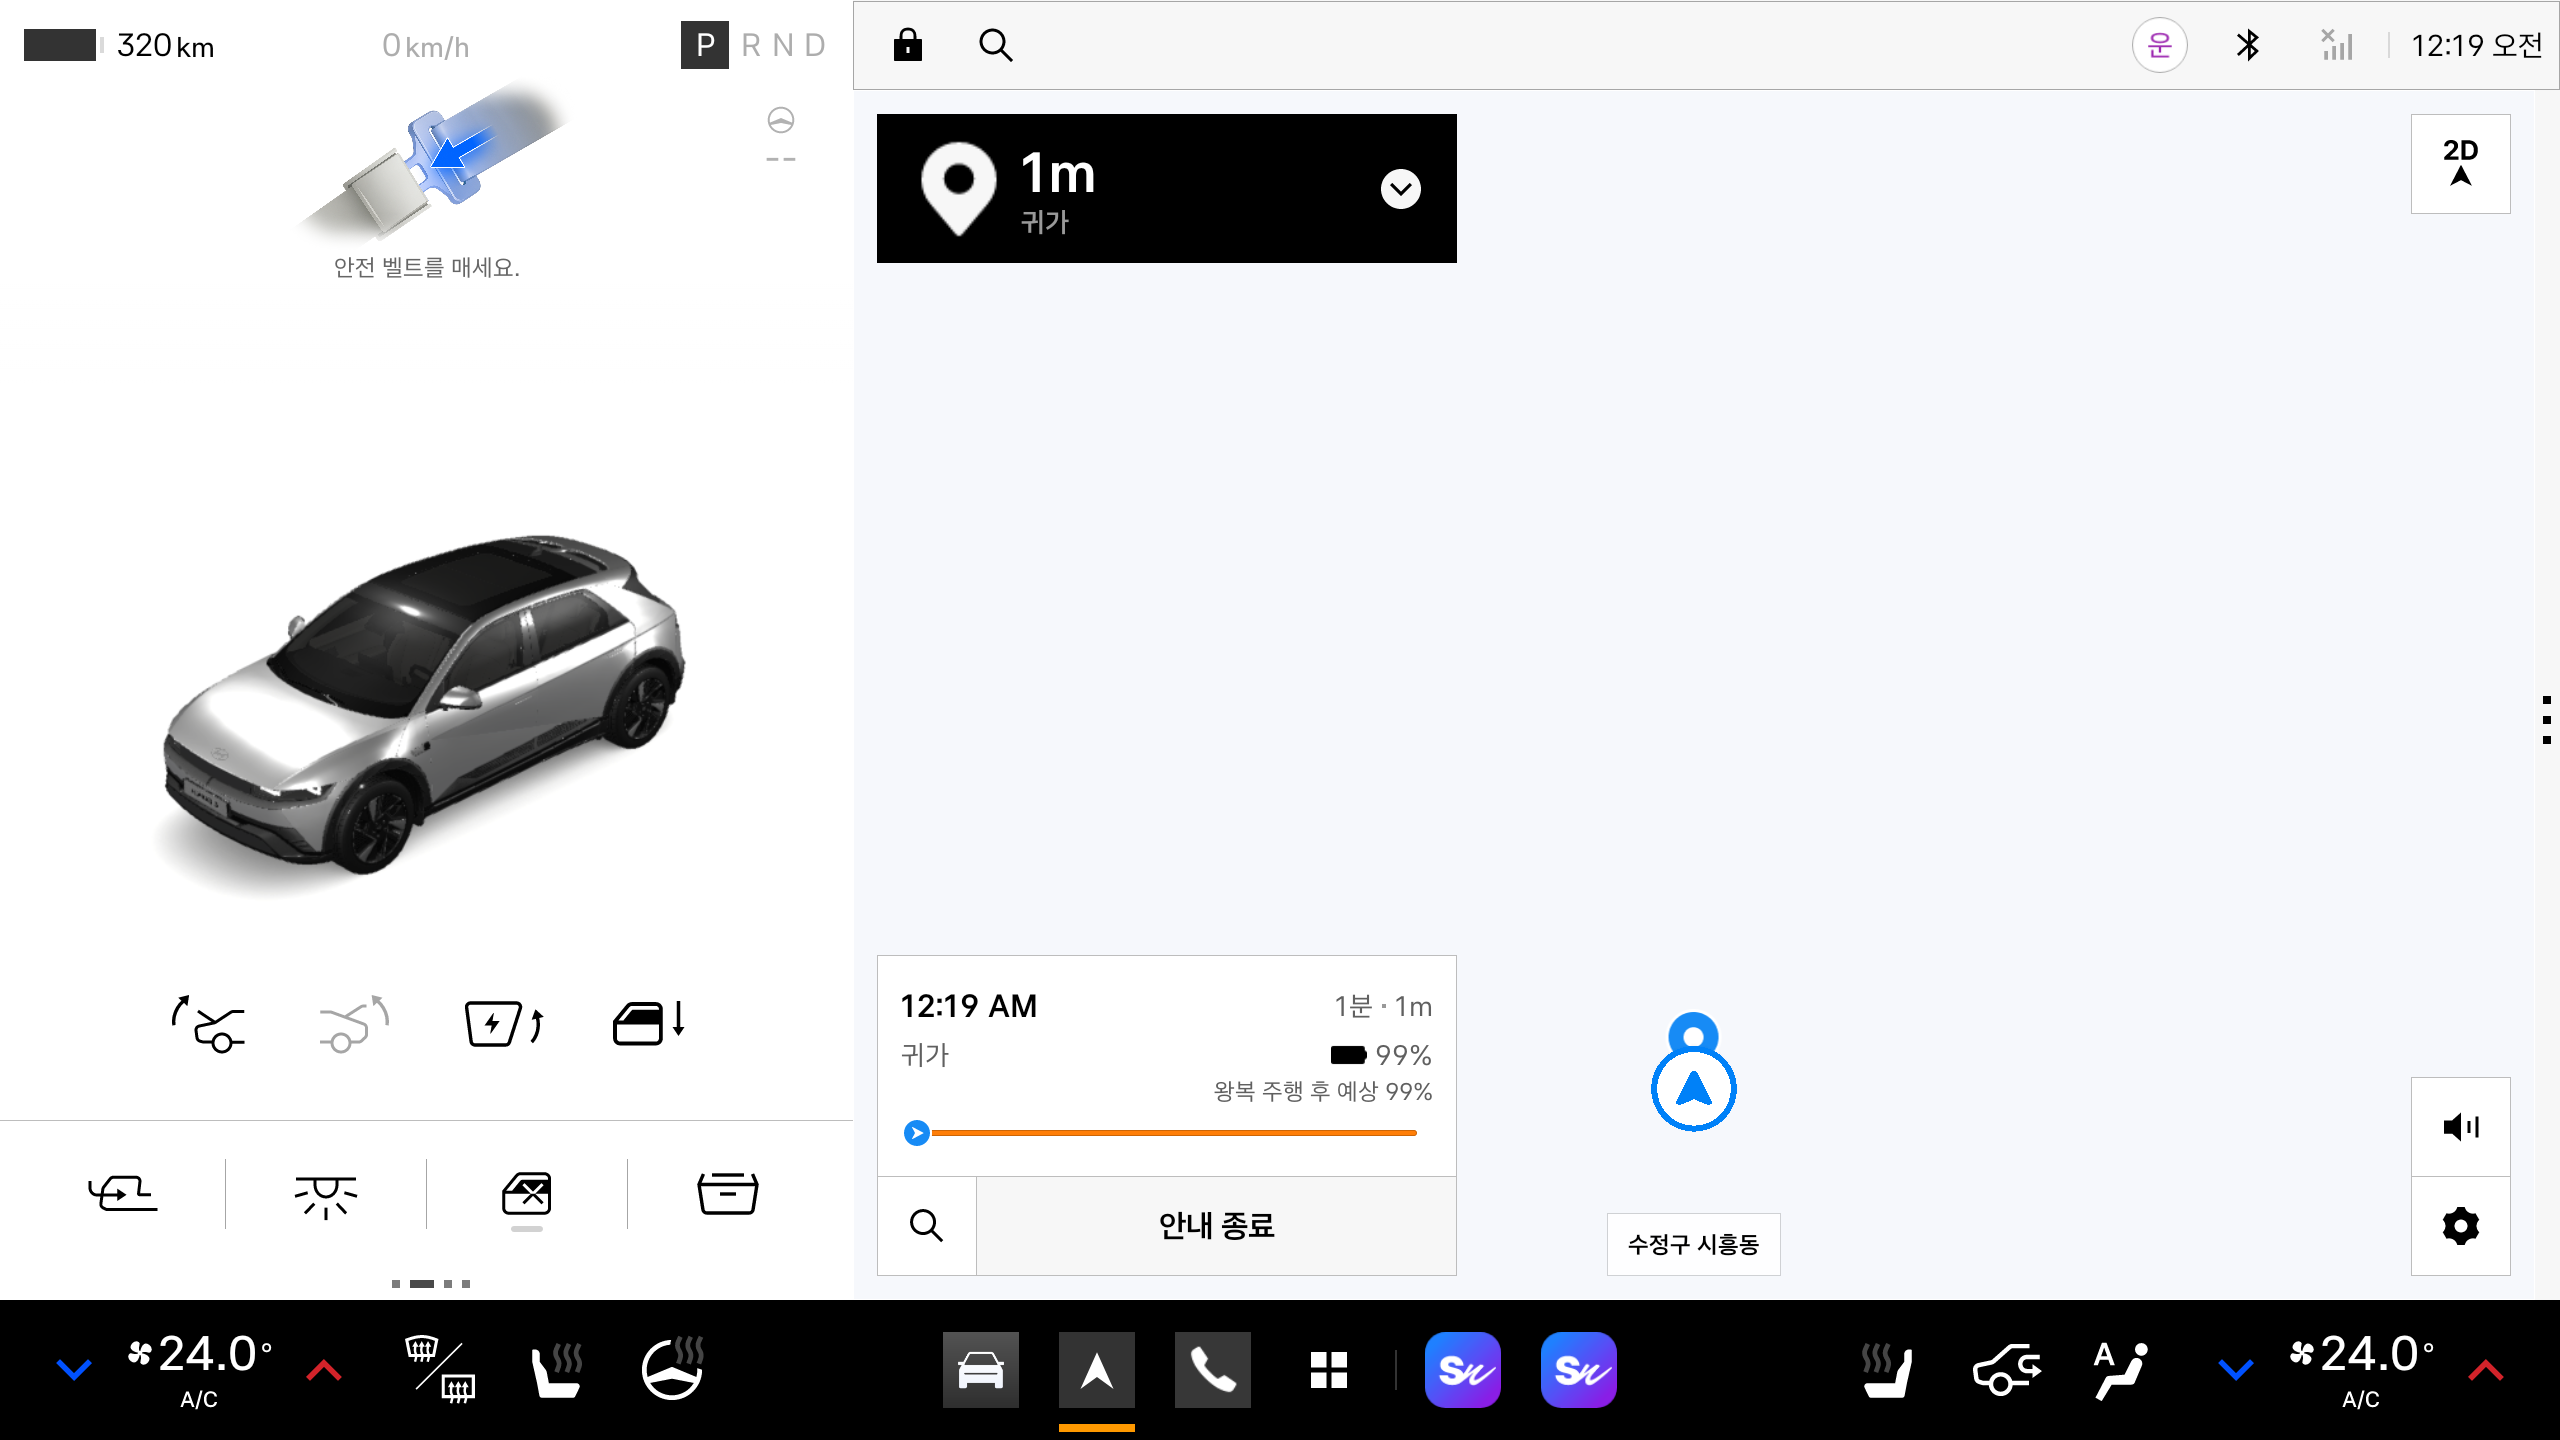 320 km
0 km/h
P R N D
안전 벨트를 매세요.
운
12:19 오전
1m
귀가
2D
12:19 AM
1분 · 1m
귀가
99%
왕복 주행 후 예상 99%
안내 종료
수정구 시흥동
24.0°
A/C
Sw
Sw
A
24.0°
A/C